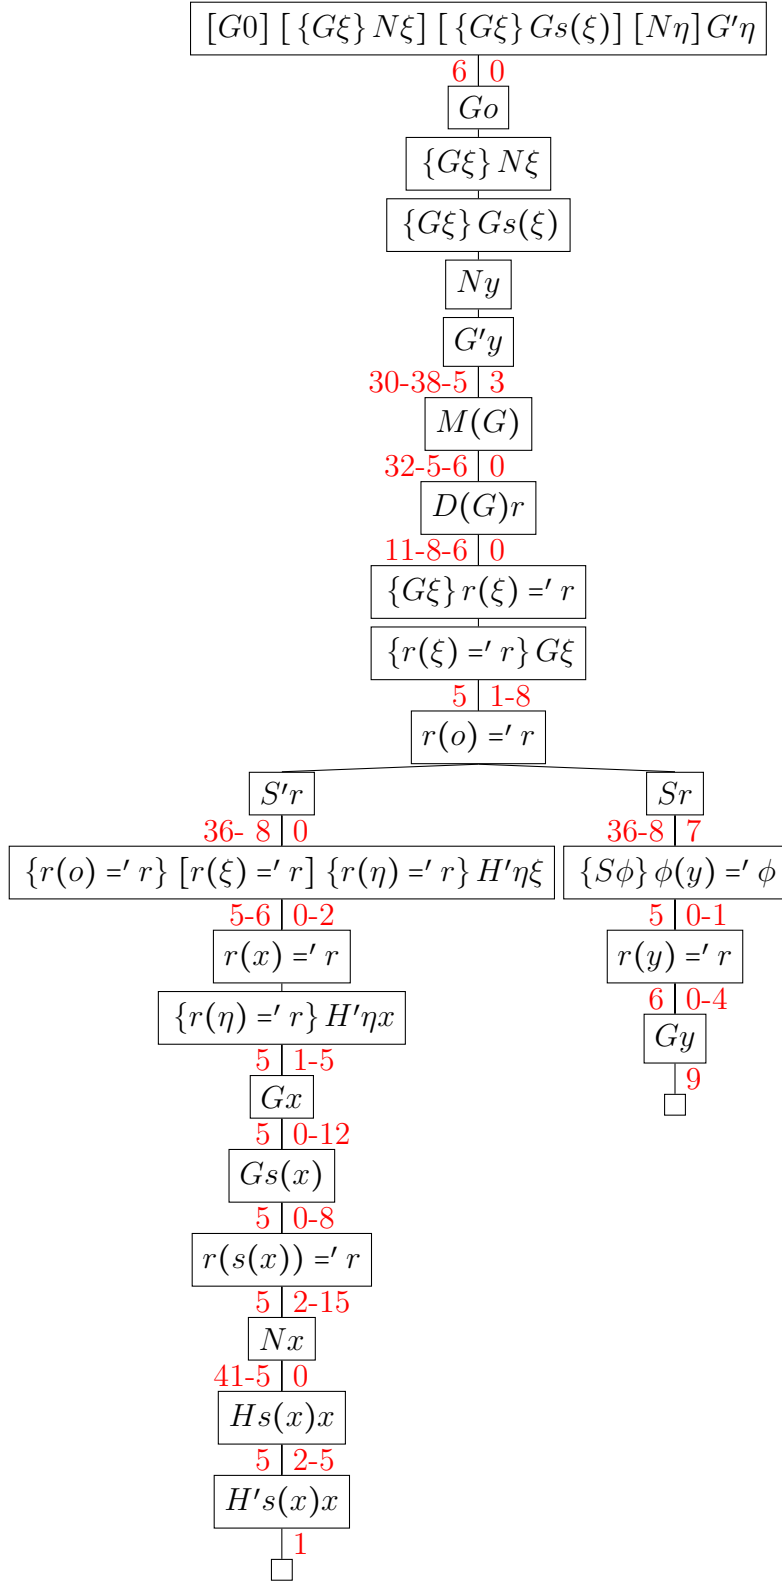 [G0] [ {Gξ} Nξ] [ {Gξ} Gs(ξ)] [Nη] G′η
6 0
Go
{Gξ} Nξ
{Gξ} Gs(ξ)
Ny
G′y
30-38-5 3
M(G)
32-5-6 0
D(G)r
11-8-6 0
{Gξ} r(ξ) =′ r
{r(ξ) =′ r} Gξ
5 1-8
r(o) =′ r
S′r
36- 8 0
{r(o) =′ r} [r(ξ) =′ r] {r(η) =′ r} H′ηξ
5-6 0-2
r(x) =′ r
{r(η) =′ r} H′ηx
5 1-5
Gx
5 0-12
Gs(x)
5 0-8
r(s(x)) =′ r
5 2-15
Nx
41-5 0
Hs(x)x
5 2-5
H′s(x)x
1
Sr
36-8 7
{Sϕ} ϕ(y) =′ ϕ
5 0-1
r(y) =′ r
6 0-4
Gy
9